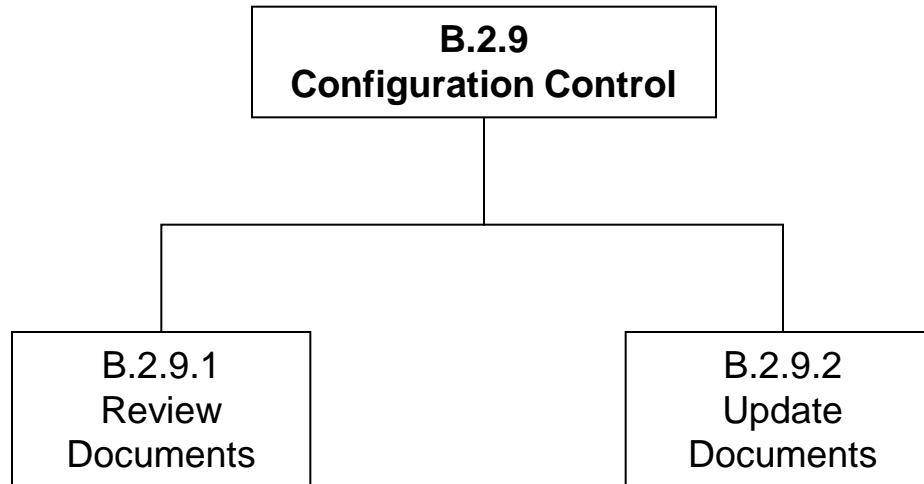 B.2.9
Configuration Control
B.2.9.1
Review
Documents
B.2.9.2
Update
Documents